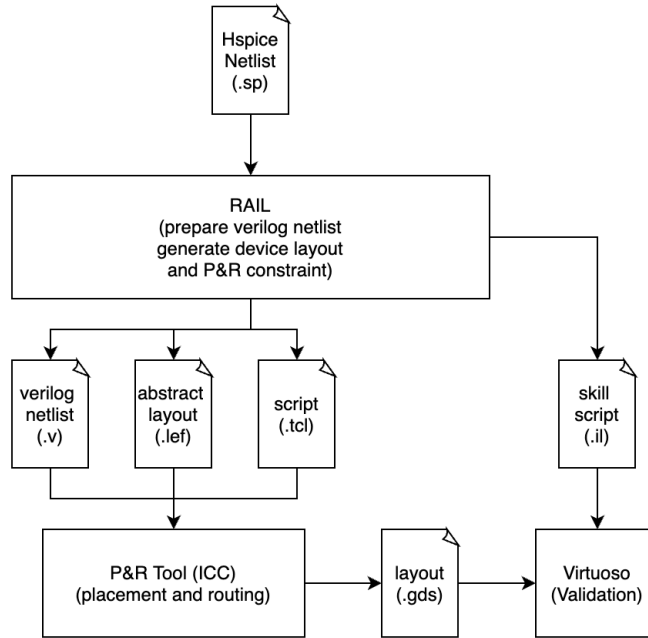 Hspice
Netlist
(.sp)
RAIL
(prepare verilog netlist
generate device layout
and P&R constraint)
verilog
netlist
(.v)
abstract
layout
(.lef)
script
(.tcl)
skill
script
(.il)
P&R Tool (ICC)
(placement and routing)
layout
(.gds)
Virtuoso
(Validation)